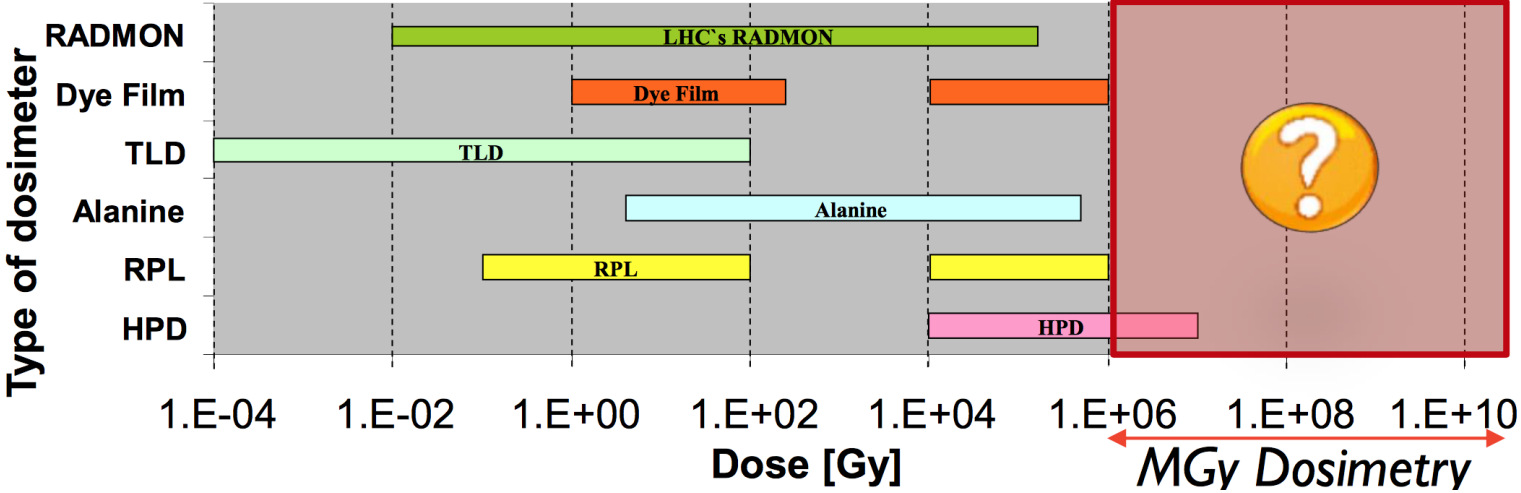 Type of dosimeter
RADMON
LHC`s RADMON
Dye Film
Dye Film
TLD
TLD
Alanine
Alanine
RPL
RPL
HPD
HPD
?
1.E-04 1.E-02 1.E+00 1.E+02 1.E+04 1.E+06 1.E+08 1.E+10
Dose [Gy]
MGy Dosimetry